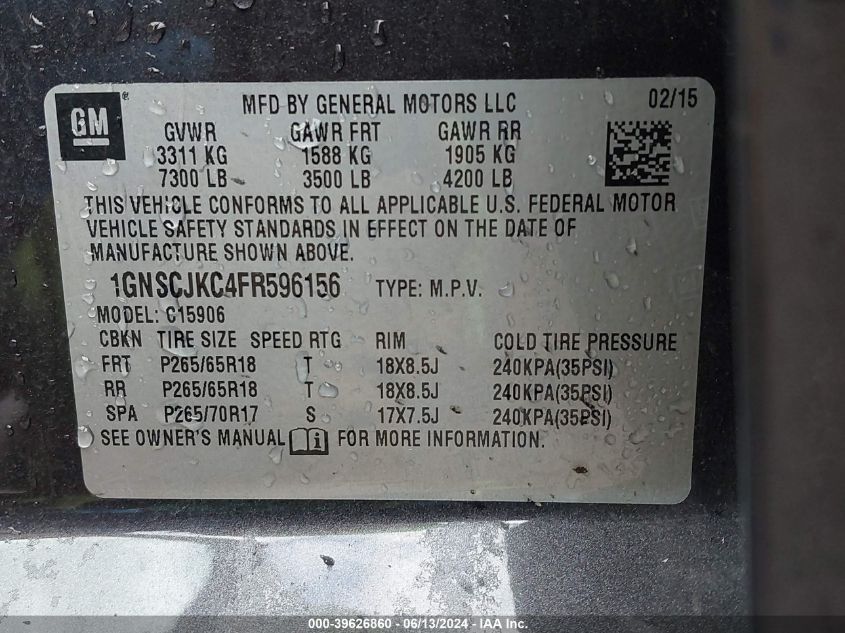 GM ® MFD BY GENERAL MOTORS LLC 02/15
GVWR GAWR FRT GAWR RR
3311 KG 1588 KG 1905 KG
7300 LB 3500 LB 4200 LB
THIS VEHICLE CONFORMS TO ALL APPLICABLE U.S. FEDERAL MOTOR
VEHICLE SAFETY STANDARDS IN EFFECT ON THE DATE OF
MANUFACTURE SHOWN ABOVE.
1GNSCJKC4FR596156 TYPE: M.P.V.
MODEL: C15906
CBKN TIRE SIZE SPEED RTG RIM COLD TIRE PRESSURE
FRT P265/65R18 T 18X8.5J 240KPA(35PSI)
RR P265/65R18 T 18X8.5J 240KPA(35PSI)
SPA P265/70R17 S 17X7.5J 240KPA(35PSI)
SEE OWNER'S MANUAL i FOR MORE INFORMATION.
000-39626860 - 06/13/2024 - IAA Inc.